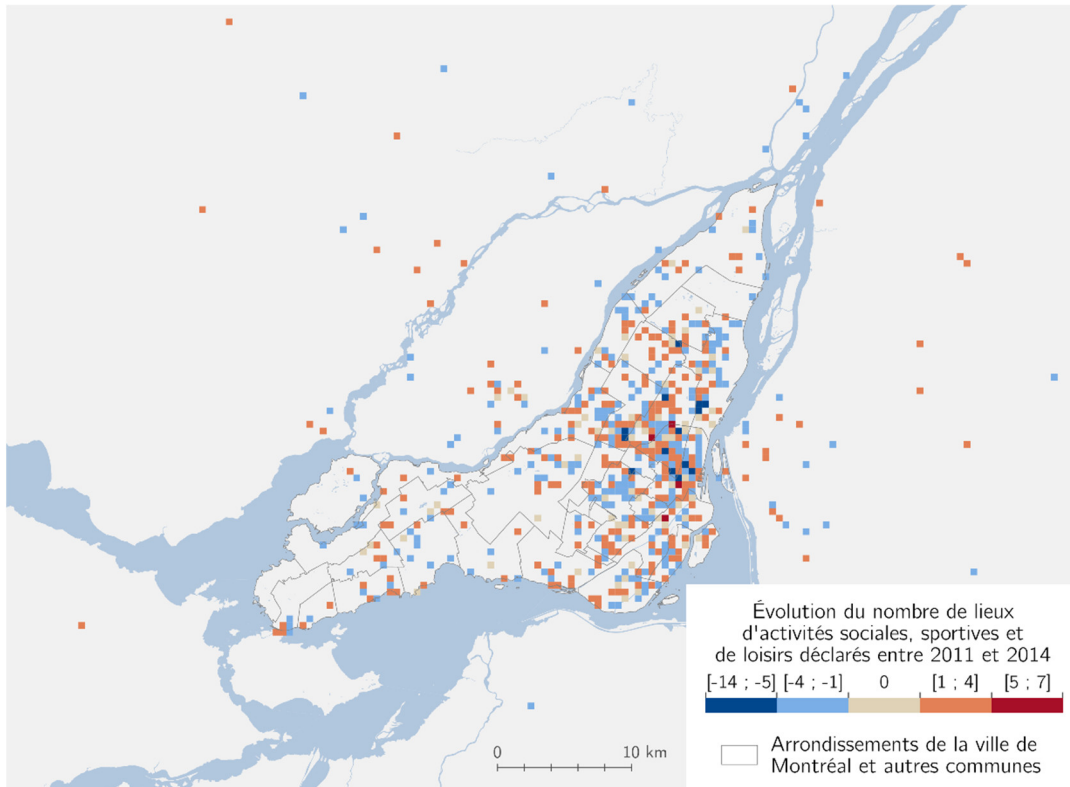 Évolution du nombre de lieux
d'activités sociales, sportives et
de loisirs déclarés entre 2011 et 2014
[-14 ; -5] [-4 ; -1] 0 [1 ; 4] [5 ; 7]
0 10 km
Arrondissements de la ville de
Montréal et autres communes